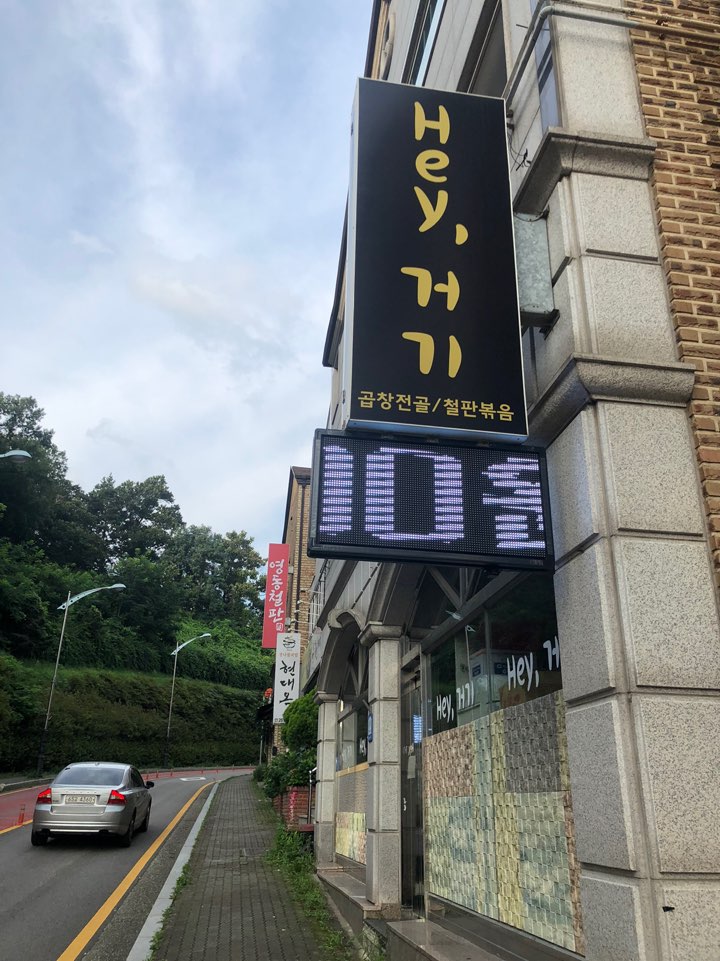 Hey,
거
기
곱창전골/철판볶음
10월
영동철판
현대옥
Hey, 거기
Hey, 거